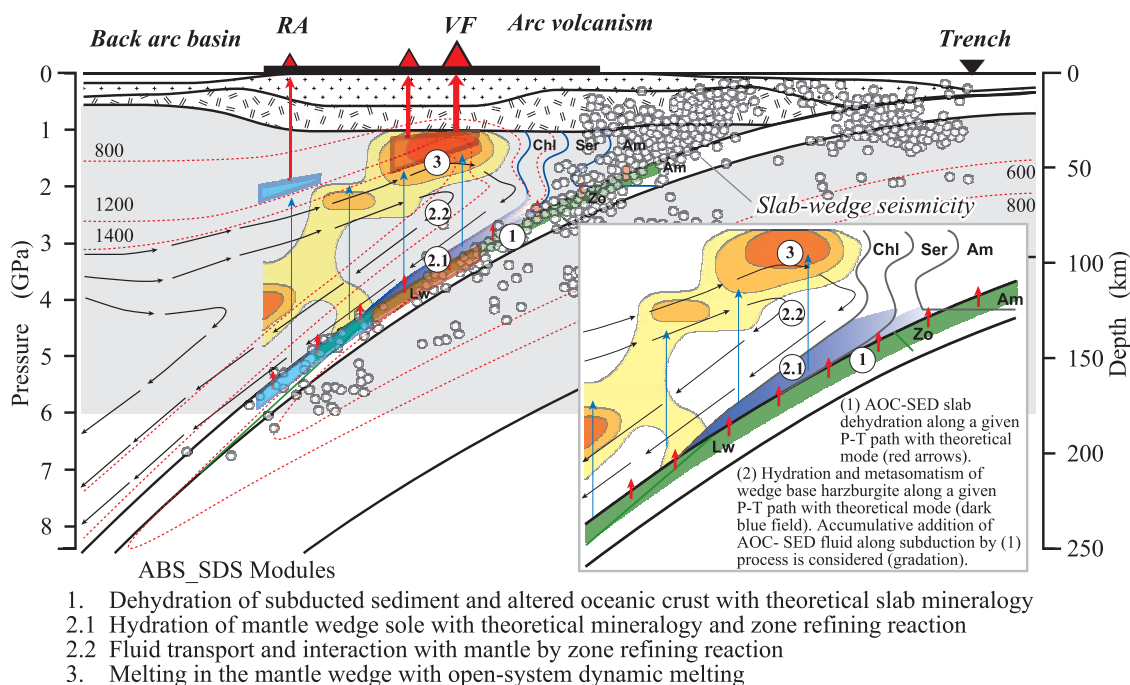 RA
VF
Arc volcanism
Back arc basin
Trench
0
1
2
3
4
5
6
7
8
Pressure (GPa)
0
50
100
150
200
250
Depth (km)
800
1200
1400
600
800
Chl
Ser
Am
Am
Zo
Lw
3
2.2
2.1
1
Slab-wedge seismicity
3
Chl
Ser
Am
2.2
2.1
1
Am
Zo
Lw
(1) AOC-SED slab
dehydration along a given
P-T path with theoretical
mode (red arrows).
(2) Hydration and metasomatism of
wedge base harzburgite along a given
P-T path with theoretical mode (dark
blue field). Accumulative addition of
AOC- SED fluid along subduction by (1)
process is considered (gradation).
ABS_SDS Modules
1. Dehydration of subducted sediment and altered oceanic crust with theoretical slab mineralogy
2.1 Hydration of mantle wedge sole with theoretical mineralogy and zone refining reaction
2.2 Fluid transport and interaction with mantle by zone refining reaction
3. Melting in the mantle wedge with open-system dynamic melting